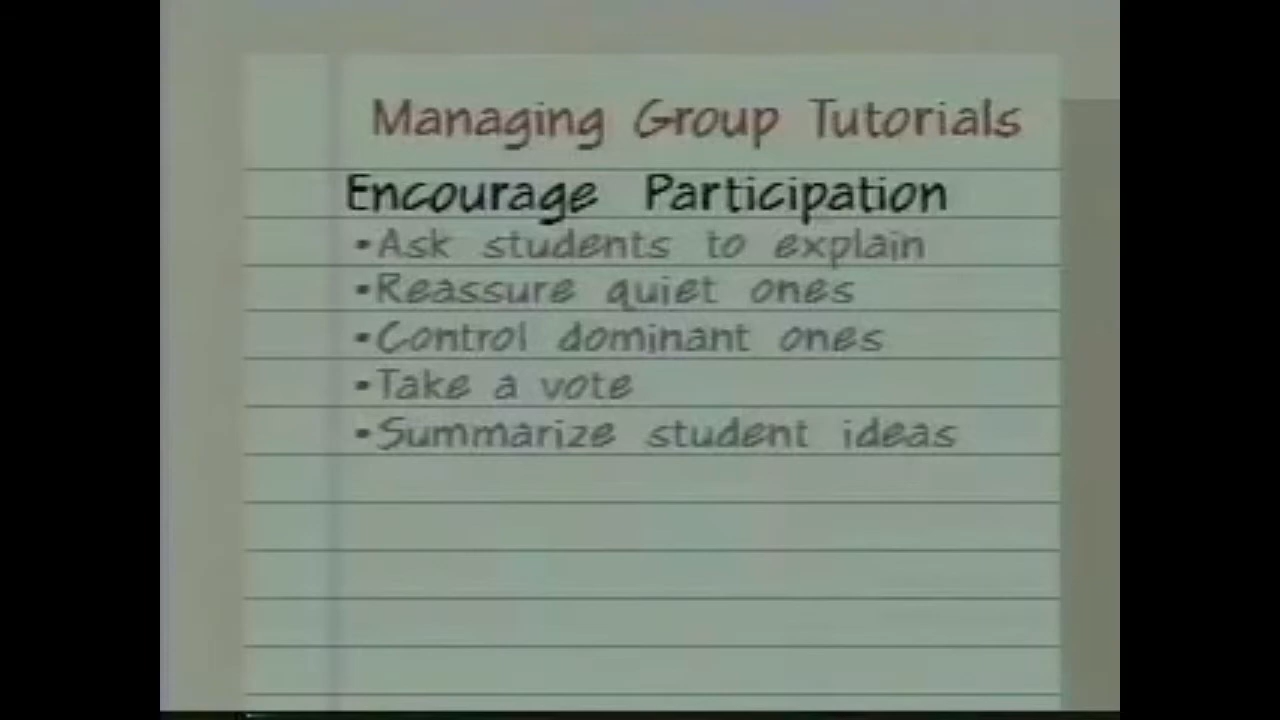 Managing Group Tutorials
Encourage Participation
•Ask students to explain
•Reassure quiet ones
•Control dominant ones
•Take a vote
•Summarize student ideas